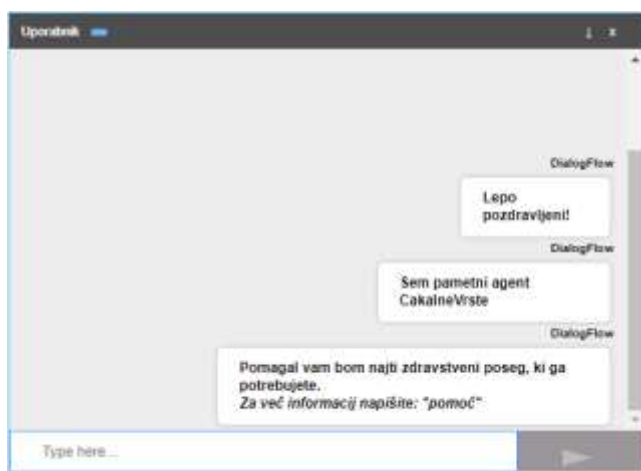 Uporabnik
DialogFlow
Lepo
pozdravljeni!
DialogFlow
Sem pametni agent
CakalneVrste
DialogFlow
Pomagal vam bom najti zdravstveni poseg, ki ga
potrebujete.
Za več informacij napišite: "pomoč"
Type here...